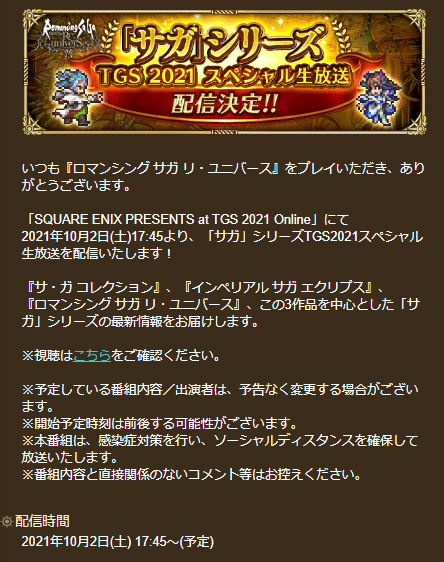 Romancing SaGa
Re;univerSe
「サガ」シリーズ
TGS 2021 スペシャル生放送
配信決定!!
いつも『ロマンシング サガ リ・ユニバース』をプレイいただき、あり
がとうございます。
「SQUARE ENIX PRESENTS at TGS 2021 Online」にて
2021年10月2日(土)17:45より、「サガ」シリーズTGS2021スペシャル
生放送を配信いたします！
『サ・ガ コレクション』、『インペリアル サガ エクリプス』、
『ロマンシング サガ リ・ユニバース』、この3作品を中心とした「サ
ガ」シリーズの最新情報をお届けします。
※視聴はこちらをご確認ください。
※予定している番組内容／出演者は、予告なく変更する場合がござい
ます。
※開始予定時刻は前後する可能性がございます。
※本番組は、感染症対策を行い、ソーシャルディスタンスを確保して
放送いたします。
※番組内容と直接関係のないコメント等はお控えください。
配信時間
2021年10月2日(土) 17:45～(予定)